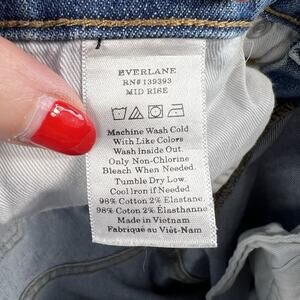 EVERLANE
RN# 139393
MID RISE
Machine Wash Cold
With Like Colors
Wash Inside Out.
Only Non-Chlorine
Bleach When Needed.
Tumble Dry Low.
Cool Iron if Needed.
98% Cotton 2% Elastane.
98% Coton 2% Elasthanne
Made in Vietnam
Fabriqué au Viêt-Nam